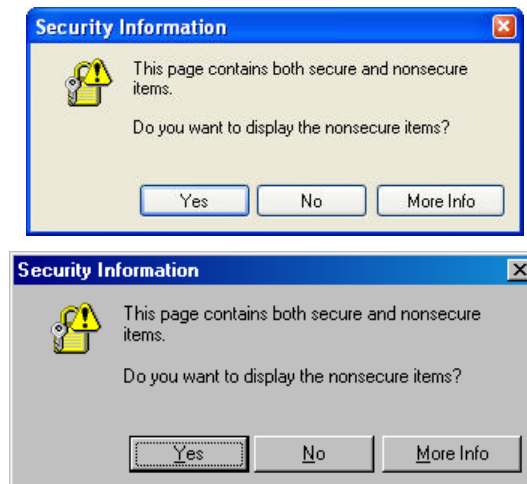 Security Information
This page contains both secure and nonsecure
items.
Do you want to display the nonsecure items?
Yes No More Info
Security Information
This page contains both secure and nonsecure
items.
Do you want to display the nonsecure items?
Yes No More Info